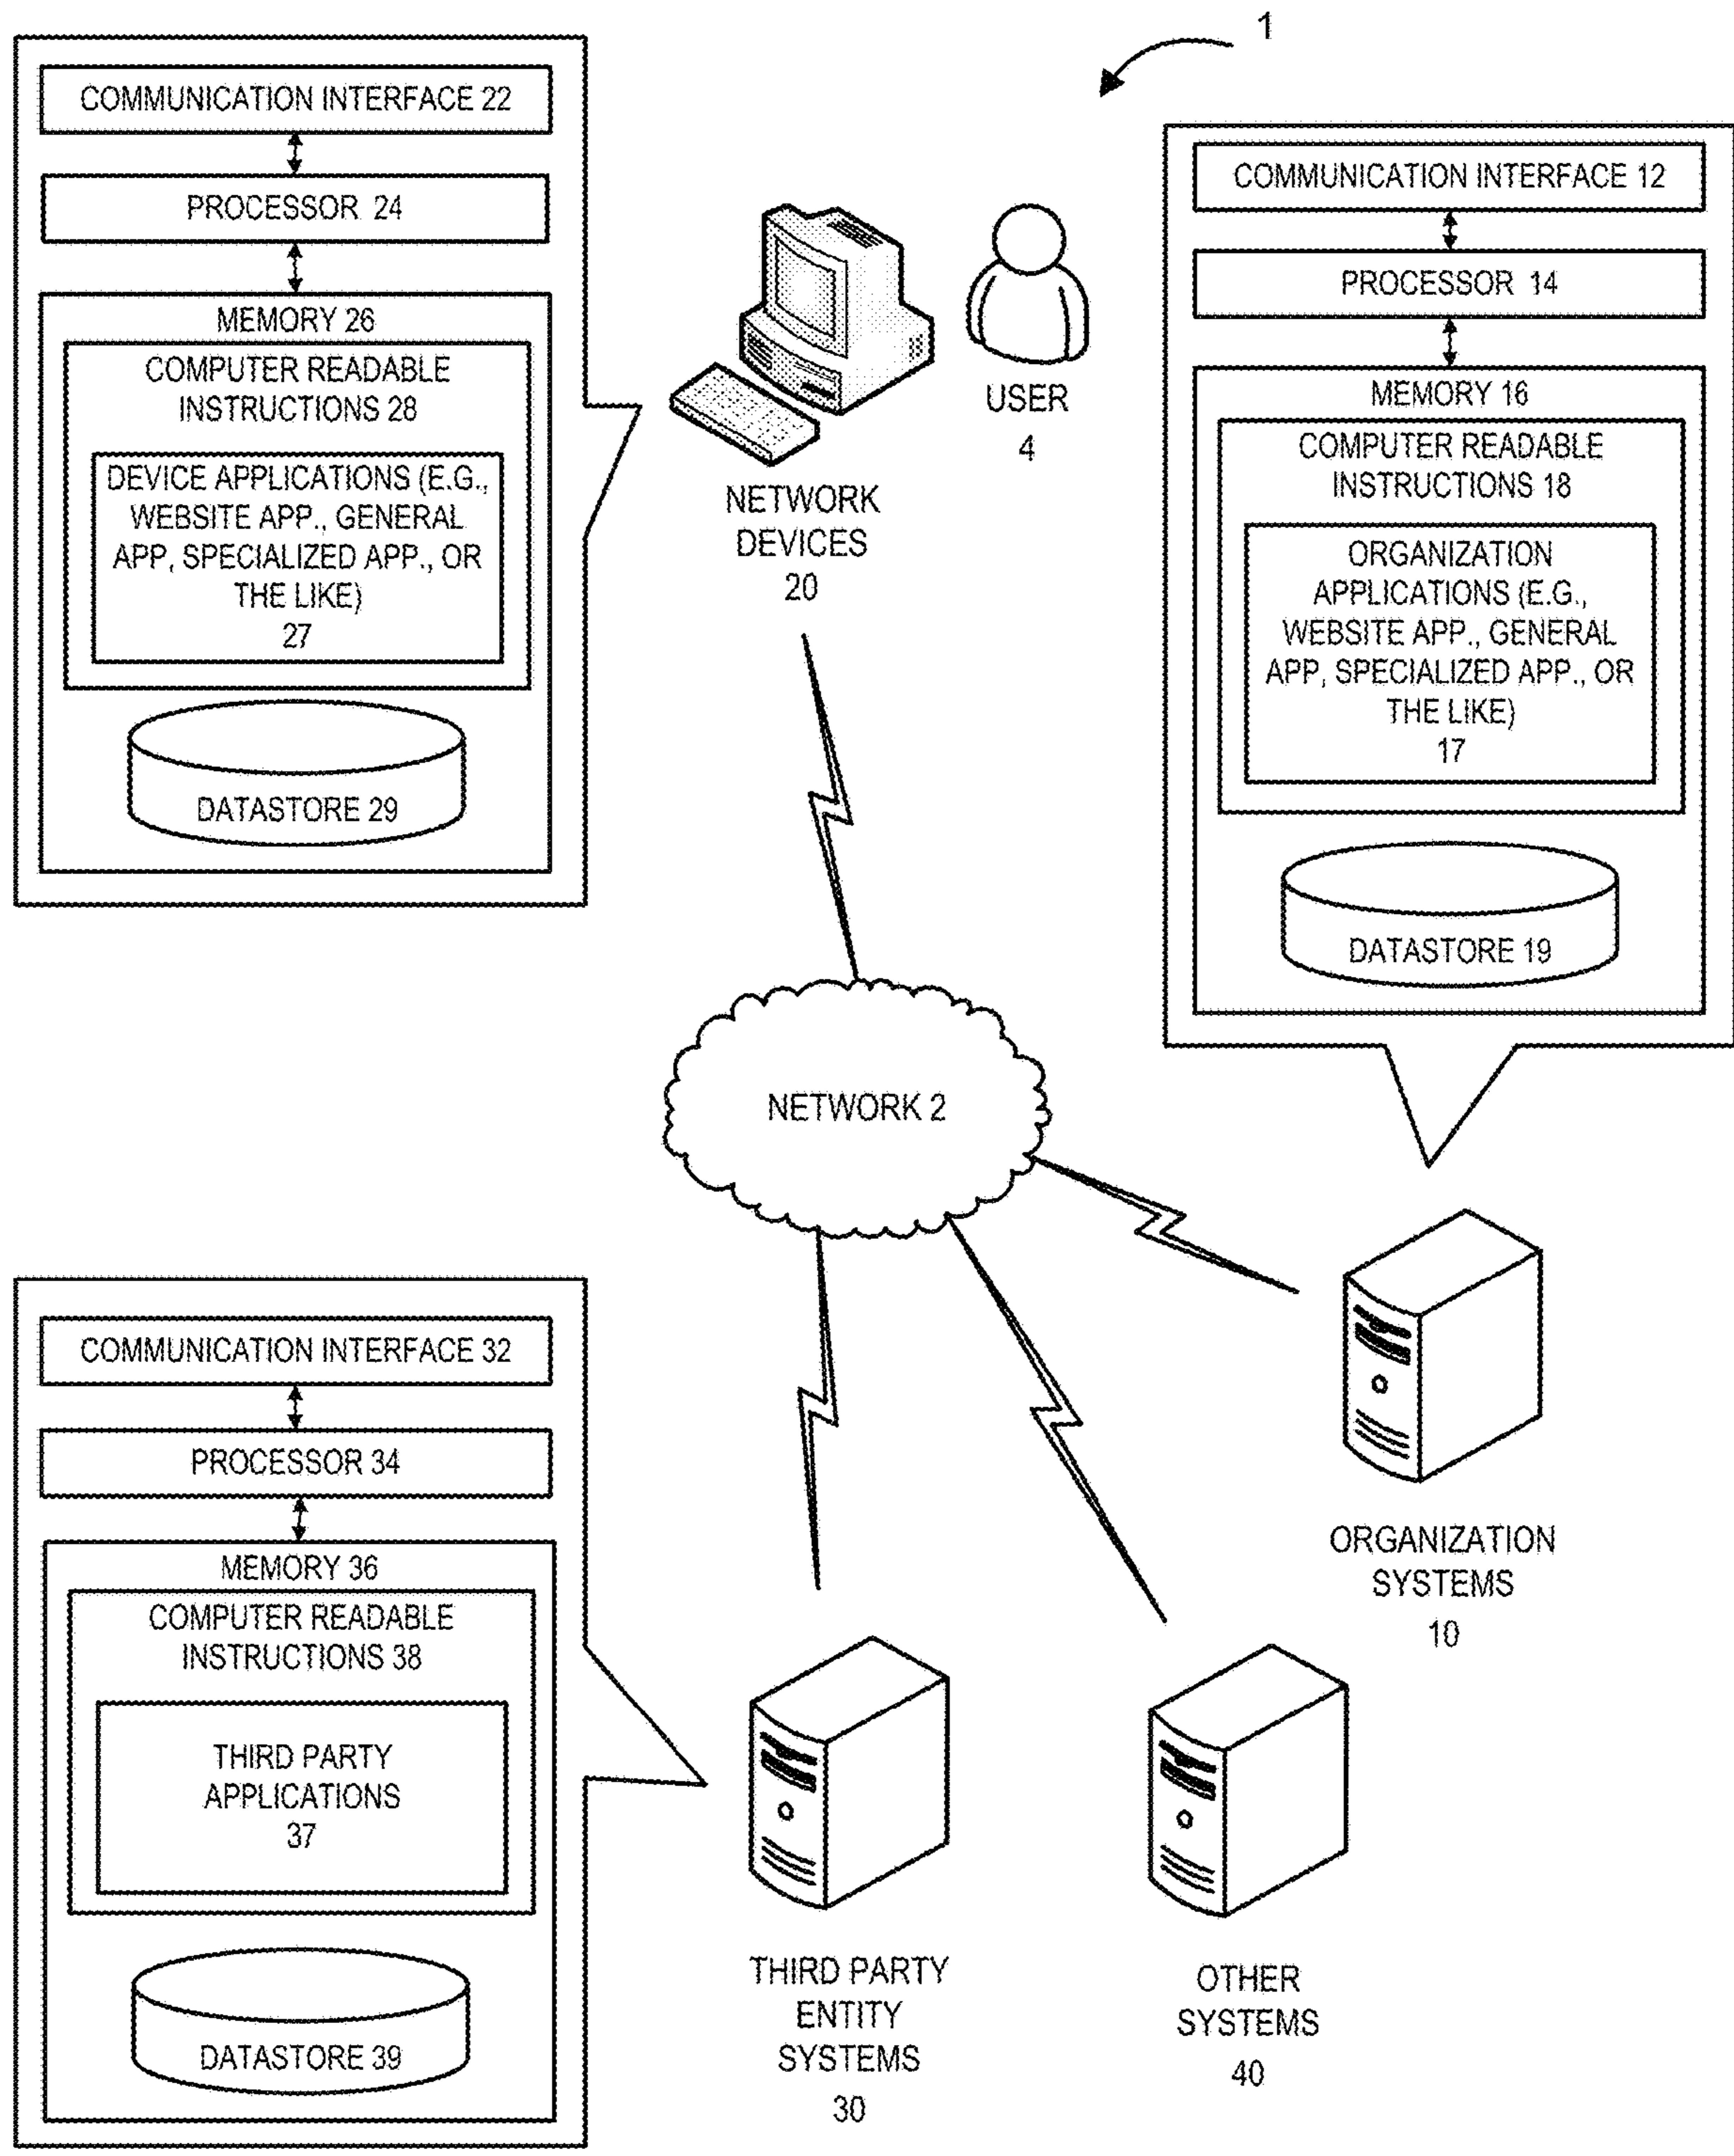 1
COMMUNICATION INTERFACE 22
PROCESSOR 24
MEMORY 26
COMPUTER READABLE
INSTRUCTIONS 28
DEVICE APPLICATIONS (E.G.,
WEBSITE APP., GENERAL
APP, SPECIALIZED APP., OR
THE LIKE)
27
DATASTORE 29
NETWORK
DEVICES
20
USER
4
COMMUNICATION INTERFACE 12
PROCESSOR 14
MEMORY 16
COMPUTER READABLE
INSTRUCTIONS 18
ORGANIZATION
APPLICATIONS (E.G.,
WEBSITE APP., GENERAL
APP, SPECIALIZED APP., OR
THE LIKE)
17
DATASTORE 19
NETWORK 2
COMMUNICATION INTERFACE 32
PROCESSOR 34
MEMORY 36
COMPUTER READABLE
INSTRUCTIONS 38
THIRD PARTY
APPLICATIONS
37
DATASTORE 39
THIRD PARTY
ENTITY
SYSTEMS
30
OTHER
SYSTEMS
40
ORGANIZATION
SYSTEMS
10